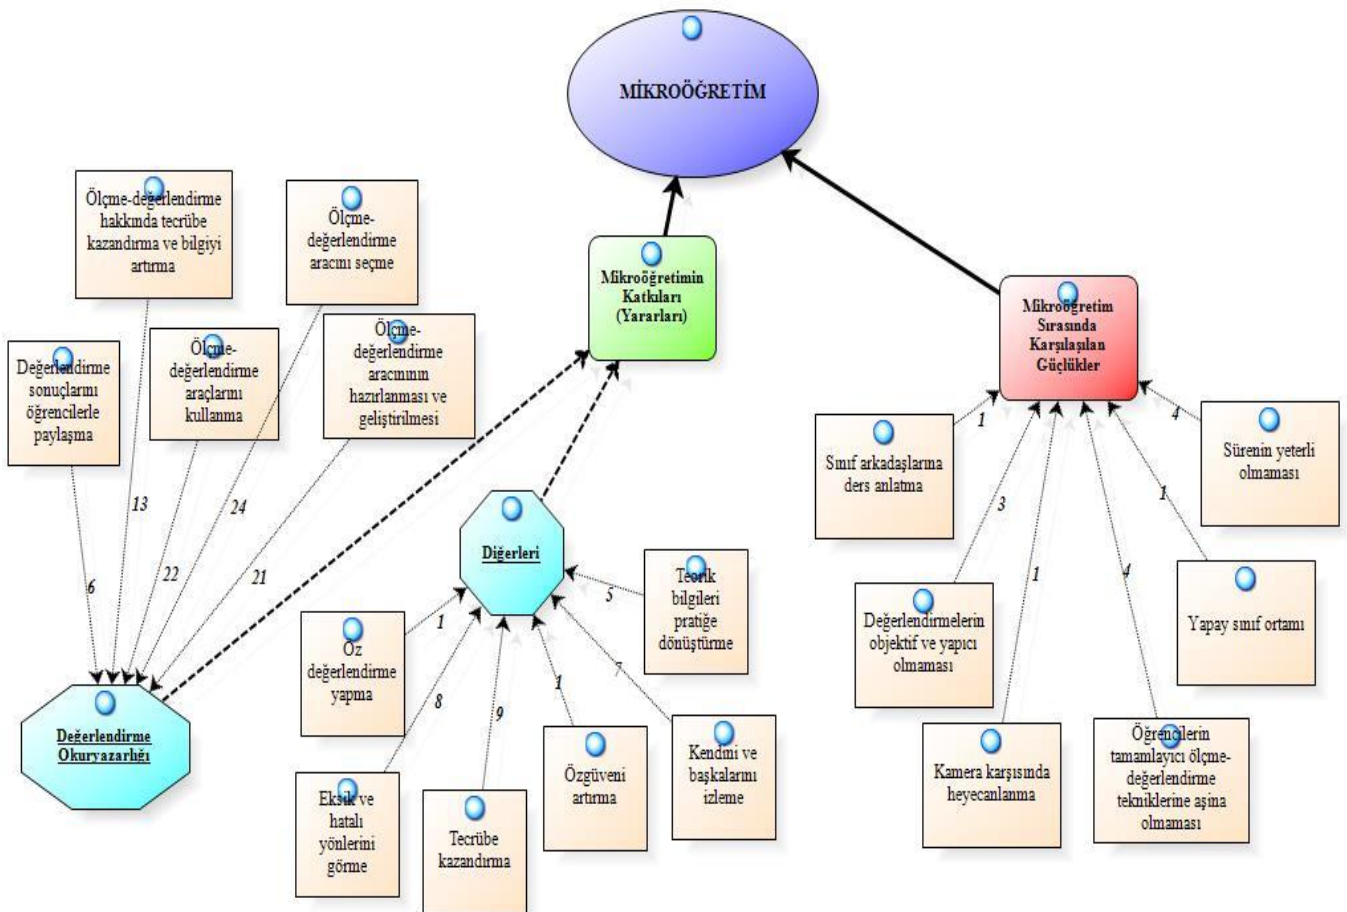 MİKROÖĞRETİM
Ölçme-değerlendirme
hakkında tecrübe
kazandırma ve bilgiyi
artırma
Ölçme-
değerlendirme
aracını seçme
Mikroöğretimin
Katkıları
(Yararları)
Mikroöğretim
Sırasında
Karşılaşılan
Güçlükler
Değerlendirme
sonuçlarını
öğrencilerle
paylaşma
Ölçme-
değerlendirme
araçlarını
kullanma
Ölçme-
değerlendirme
aracınının
hazırlanması ve
geliştirilmesi
6
13
22
24
21
Değerlendirme
Okuryazarlığı
Diğerleri
1
8
9
1
7
5
Öz
değerlendirme
yapma
Eksik ve
hatalı
yönlerini
görme
Tecrübe
kazandırma
Özgüveni
artırma
Kendini ve
başkalarını
izleme
Teorik
bilgileri
pratiğe
dönüştürme
1
3
1
4
1
4
Sınıf arkadaşlarına
ders anlatma
Değerlendirmelerin
objektif ve yapıcı
olmaması
Kamera karşısında
heyecanlanma
Öğrencilerin
tamamlayıcı ölçme-
değerlendirme
tekniklerine aşina
olmaması
Yapay sınıf ortamı
Sürenin yeterli
olmaması